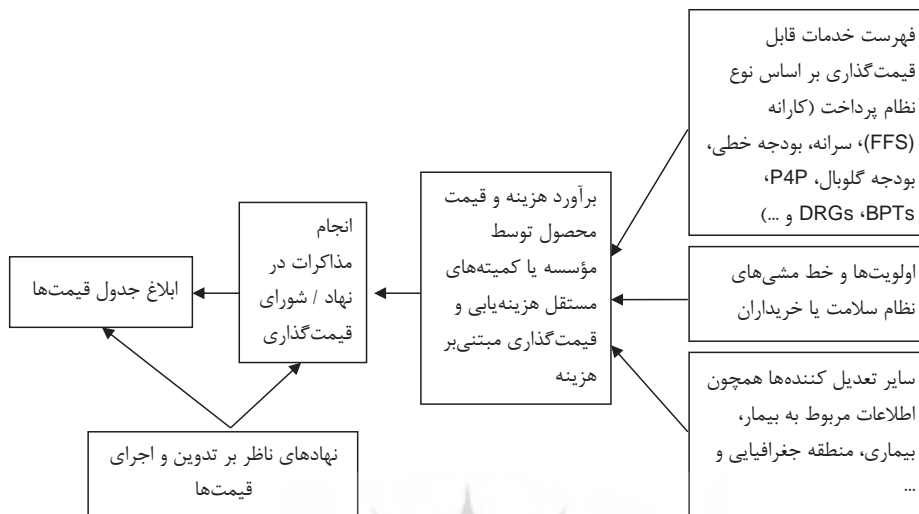 فهرست خدمات قابل
قیمت‌گذاری بر اساس نوع
نظام پرداخت (کارانه
(FFS)، سرانه، بودجه خطی،
بودجه گلوبال، P4P،
DRGs ،BPTs و ...)
اولویت‌ها و خط مشی‌های
نظام سلامت یا خریداران
سایر تعدیل کننده‌ها همچون
اطلاعات مربوط به بیمار،
بیماری، منطقه جغرافیایی و
...
برآورد هزینه و قیمت
محصول توسط
مؤسسه یا کمیته‌های
مستقل هزینه‌یابی و
قیمت‌گذاری مبتنی‌بر
هزینه
انجام
مذاکرات در
نهاد / شورای
قیمت‌گذاری
ابلاغ جدول قیمت‌ها
نهادهای ناظر بر تدوین و اجرای
قیمت‌ها